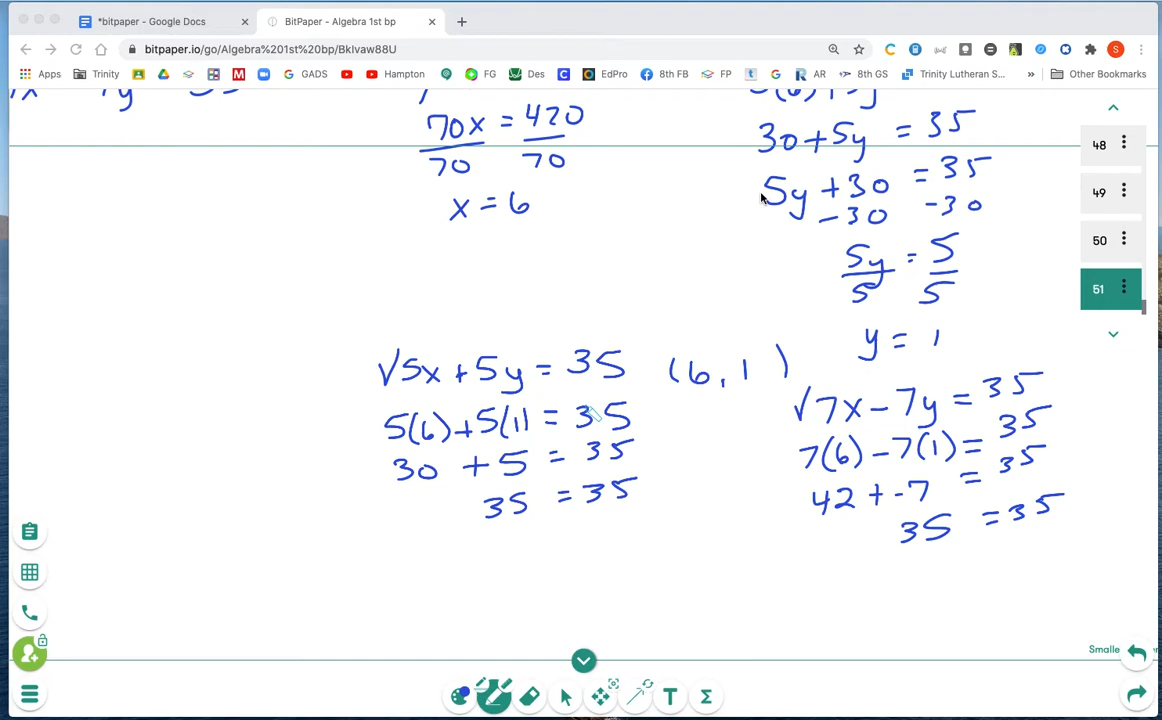 *bitpaper - Google Docs
BitPaper - Algebra 1st bp
bitpaper.io/go/Algebra%201st%20bp/BkIvaw88U
Apps Trinity GADS Hampton FG Des EdPro 8th FB FP AR 8th GS Trinity Lutheran S... » Other Bookmarks
70x = 420
70 70
x = 6
30 + 5y = 35
5y + 30 = 35
-30 -30
5y = 5
5 5
y = 1
√5x + 5y = 35 (6, 1)
5(6) + 5(1) = 35
30 + 5 = 35
35 = 35
√7x - 7y = 35
7(6) - 7(1) = 35
42 + -7 = 35
35 = 35
48
49
50
51
Smalle